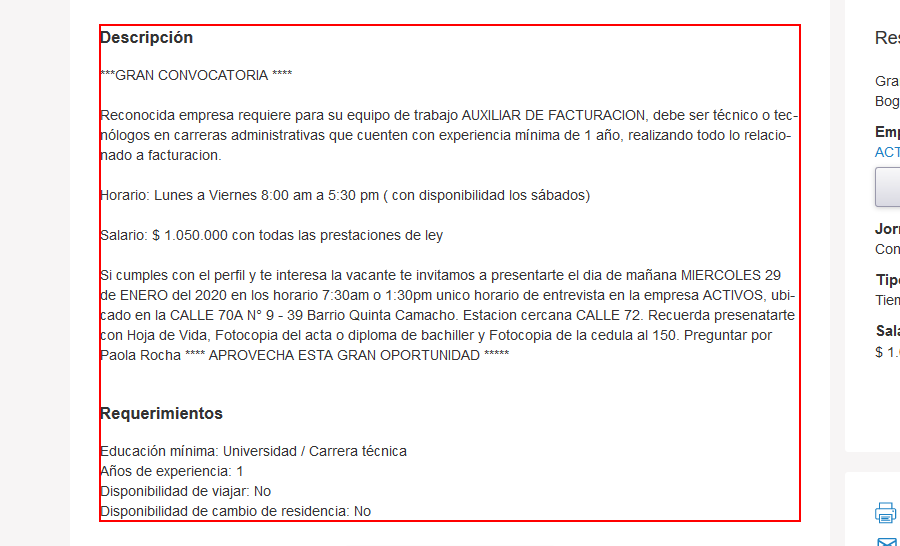 Descripción
***GRAN CONVOCATORIA ****
Reconocida empresa requiere para su equipo de trabajo AUXILIAR DE FACTURACION, debe ser técnico o tec-
nólogos en carreras administrativas que cuenten con experiencia mínima de 1 año, realizando todo lo relacio-
nado a facturacion.
Horario: Lunes a Viernes 8:00 am a 5:30 pm ( con disponibilidad los sábados)
Salario: $ 1.050.000 con todas las prestaciones de ley
Si cumples con el perfil y te interesa la vacante te invitamos a presentarte el dia de mañana MIERCOLES 29
de ENERO del 2020 en los horario 7:30am o 1:30pm unico horario de entrevista en la empresa ACTIVOS, ubi-
cado en la CALLE 70A N° 9 - 39 Barrio Quinta Camacho. Estacion cercana CALLE 72. Recuerda presenatarte
con Hoja de Vida, Fotocopia del acta o diploma de bachiller y Fotocopia de la cedula al 150. Preguntar por
Paola Rocha **** APROVECHA ESTA GRAN OPORTUNIDAD *****
Requerimientos
Educación mínima: Universidad / Carrera técnica
Años de experiencia: 1
Disponibilidad de viajar: No
Disponibilidad de cambio de residencia: No
Res
Gra
Bog
Emp
ACT
Jor
Con
Tipo
Tiem
Sala
$ 1.